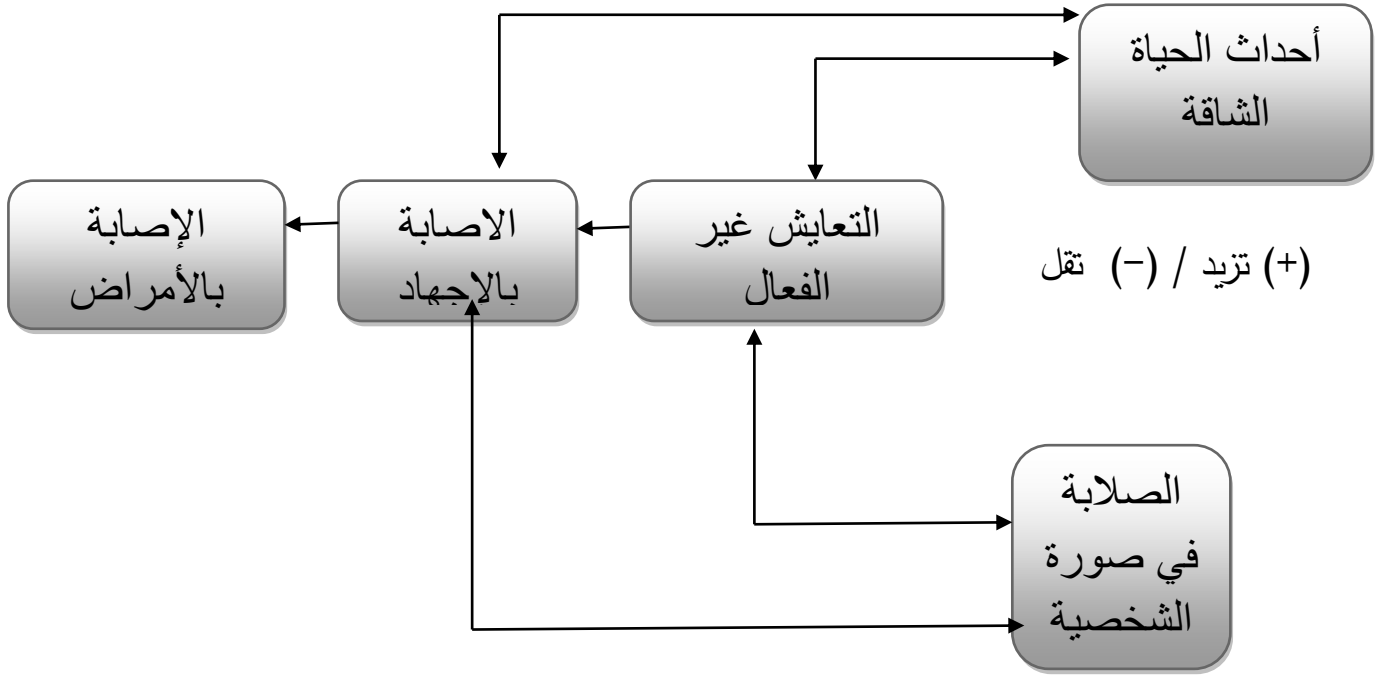 أحداث الحياة
الشاقة
التعايش غير
الفعال
الاصابة
بالاجهاد
الإصابة
بالأمراض
(+) تزيد / (−) تقل
الصلابة
في صورة
الشخصية